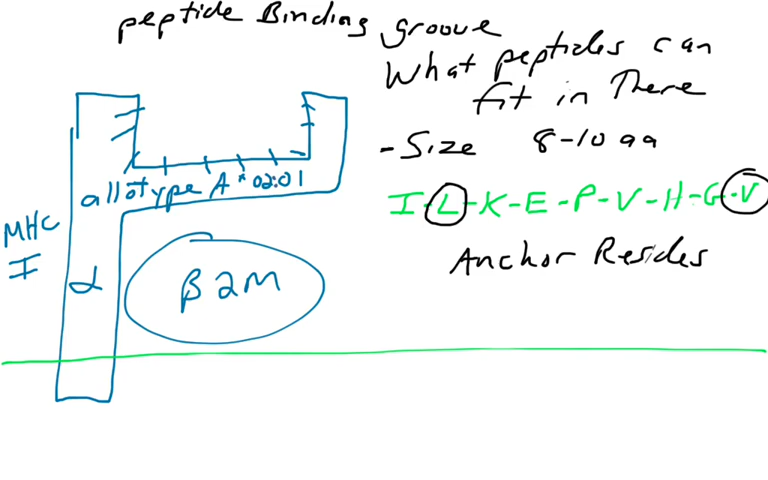 peptide Binding groove
What peptides can
fit in There
- Size 8-10 aa
allotype A*02:01
I-L-K-E-P-V-H-G-V
MHC
I
Anchor Resides
α
β2M